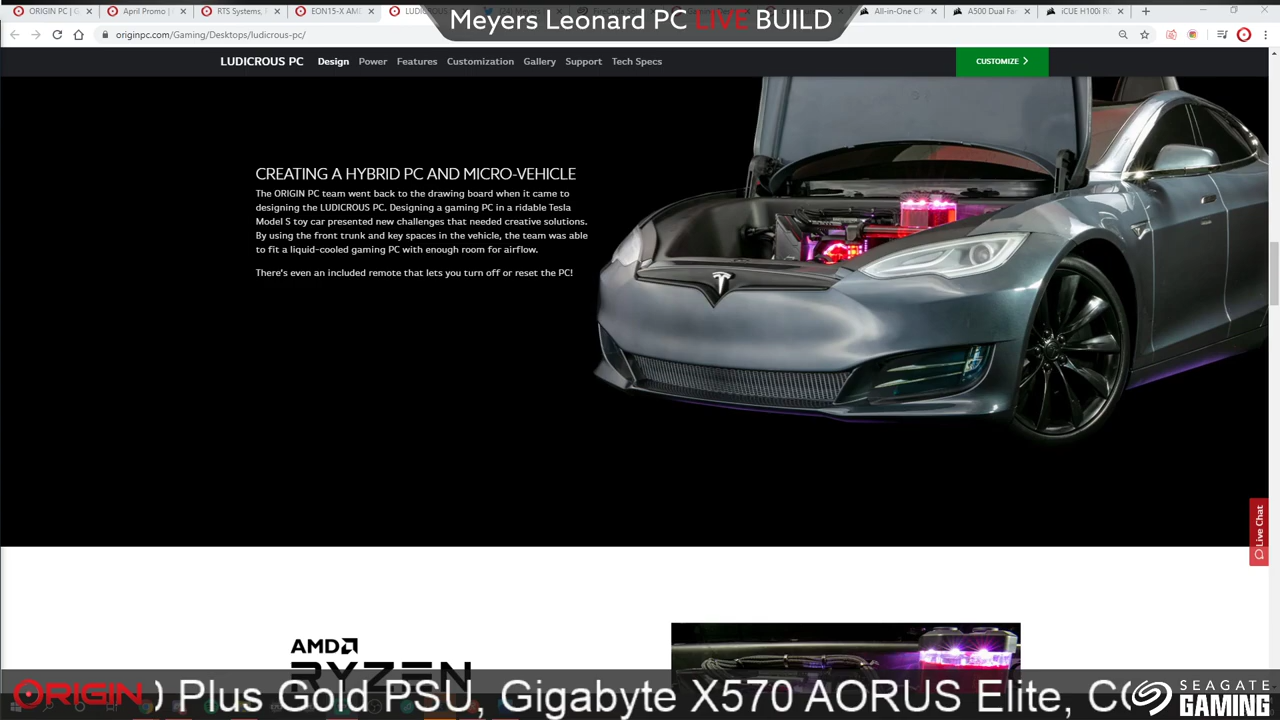 ORIGIN PC | G
April Promo |
RTS Systems,
EON15-X AM
LUDIC
Meyers Leonard PC LIVE BUILD
All-in-One CP
A500 Dual Fa
iCUE H100i R
originpc.com/Gaming/Desktops/ludicrous-pc/
LUDICROUS PC Design Power Features Customization Gallery Support Tech Specs
CUSTOMIZE
CREATING A HYBRID PC AND MICRO-VEHICLE
The ORIGIN PC team went back to the drawing board when it came to
designing the LUDICROUS PC. Designing a gaming PC in a ridable Tesla
Model S toy car presented new challenges that needed creative solutions.
By using the front trunk and key spaces in the vehicle, the team was able
to fit a liquid-cooled gaming PC with enough room for airflow.
There's even an included remote that lets you turn off or reset the PC!
Live Chat
AMD
RYZEN
ORIGIN
Plus Gold PSU, Gigabyte X570 AORUS Elite, CO
SEAGATE
GAMING